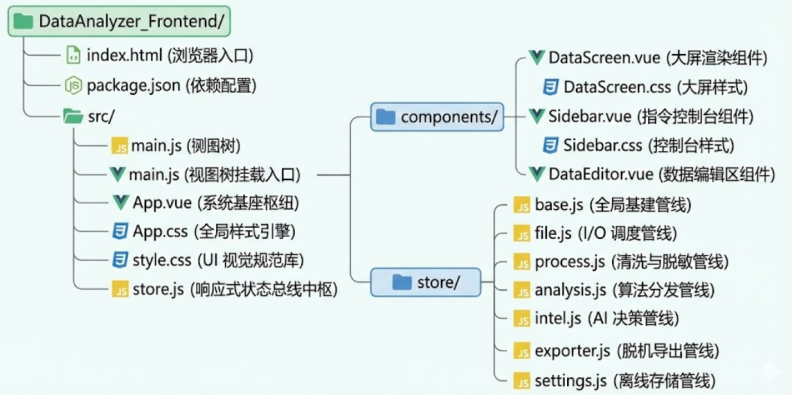 DataAnalyzer_Frontend/
index.html (浏览器入口)
package.json (依赖配置)
src/
main.js (视图树)
main.js (视图树挂载入口)
App.vue (系统基座枢纽)
App.css (全局样式引擎)
style.css (UI 视觉规范库)
store.js (响应式状态总线中枢)
components/
DataScreen.vue (大屏渲染组件)
DataScreen.css (大屏样式)
Sidebar.vue (指令控制台组件)
Sidebar.css (控制台样式)
DataEditor.vue (数据编辑区组件)
store/
base.js (全局基建管线)
file.js (I/O 调度管线)
process.js (清洗与脱敏管线)
analysis.js (算法分发管线)
intel.js (AI 决策管线)
exporter.js (脱机导出管线)
settings.js (离线存储管线)